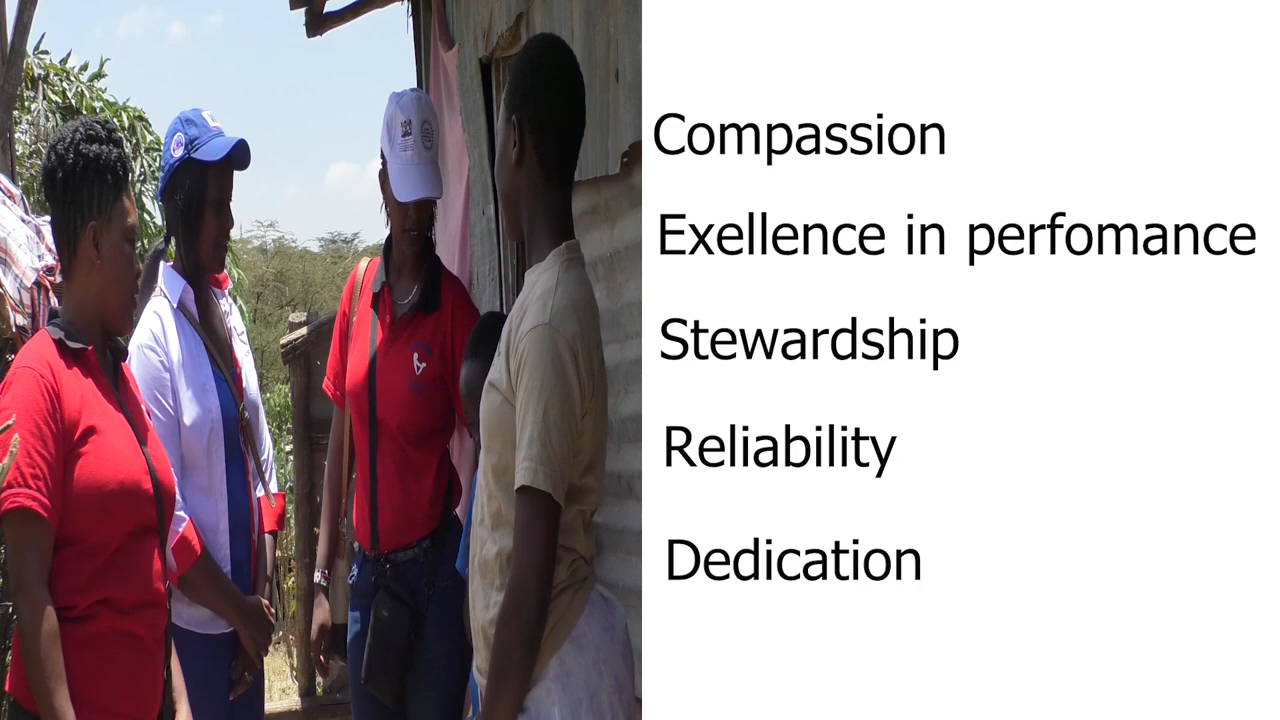 Compassion
Exellence in perfomance
Stewardship
Reliability
Dedication